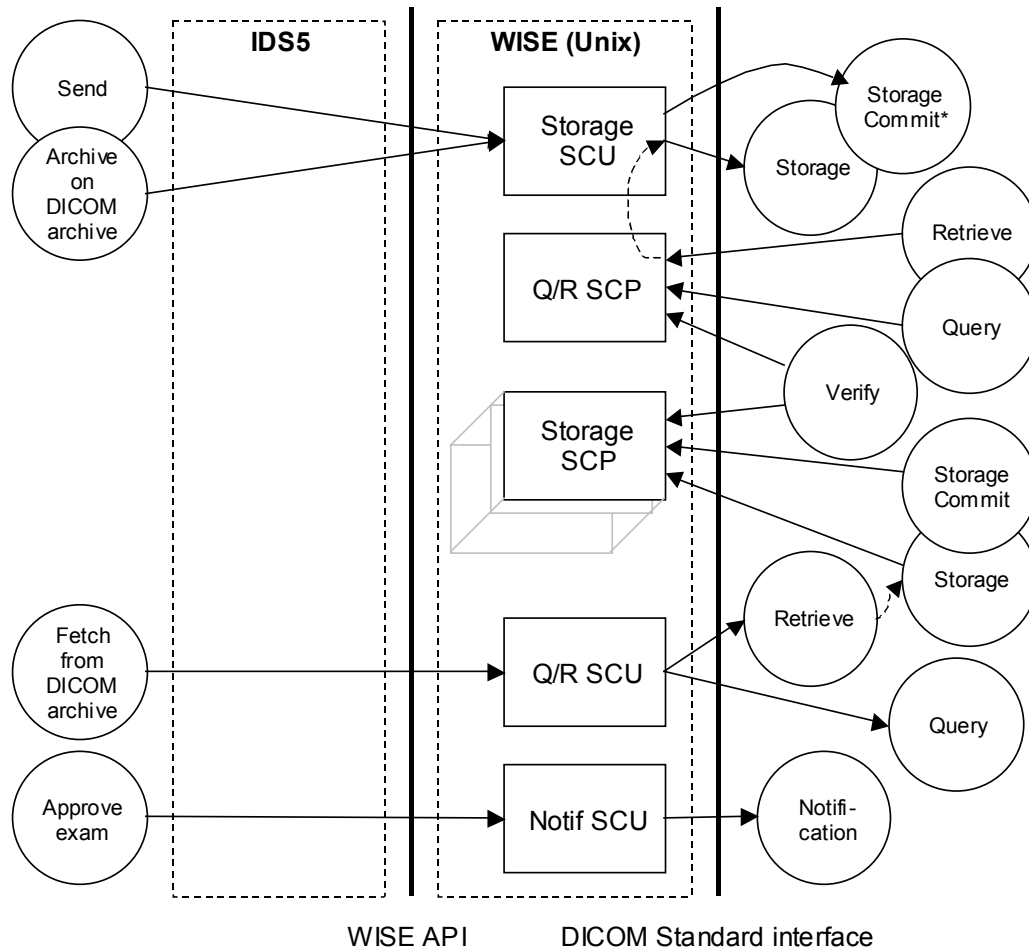 IDS5
WISE (Unix)
Send
Archive
on
DICOM
archive
Storage
SCU
Storage
Commit*
Storage
Retrieve
Q/R SCP
Query
Verify
Storage
SCP
Storage
Commit
Storage
Retrieve
Fetch
from
DICOM
archive
Q/R SCU
Query
Approve
exam
Notif SCU
Notifi-
cation
WISE API
DICOM Standard interface